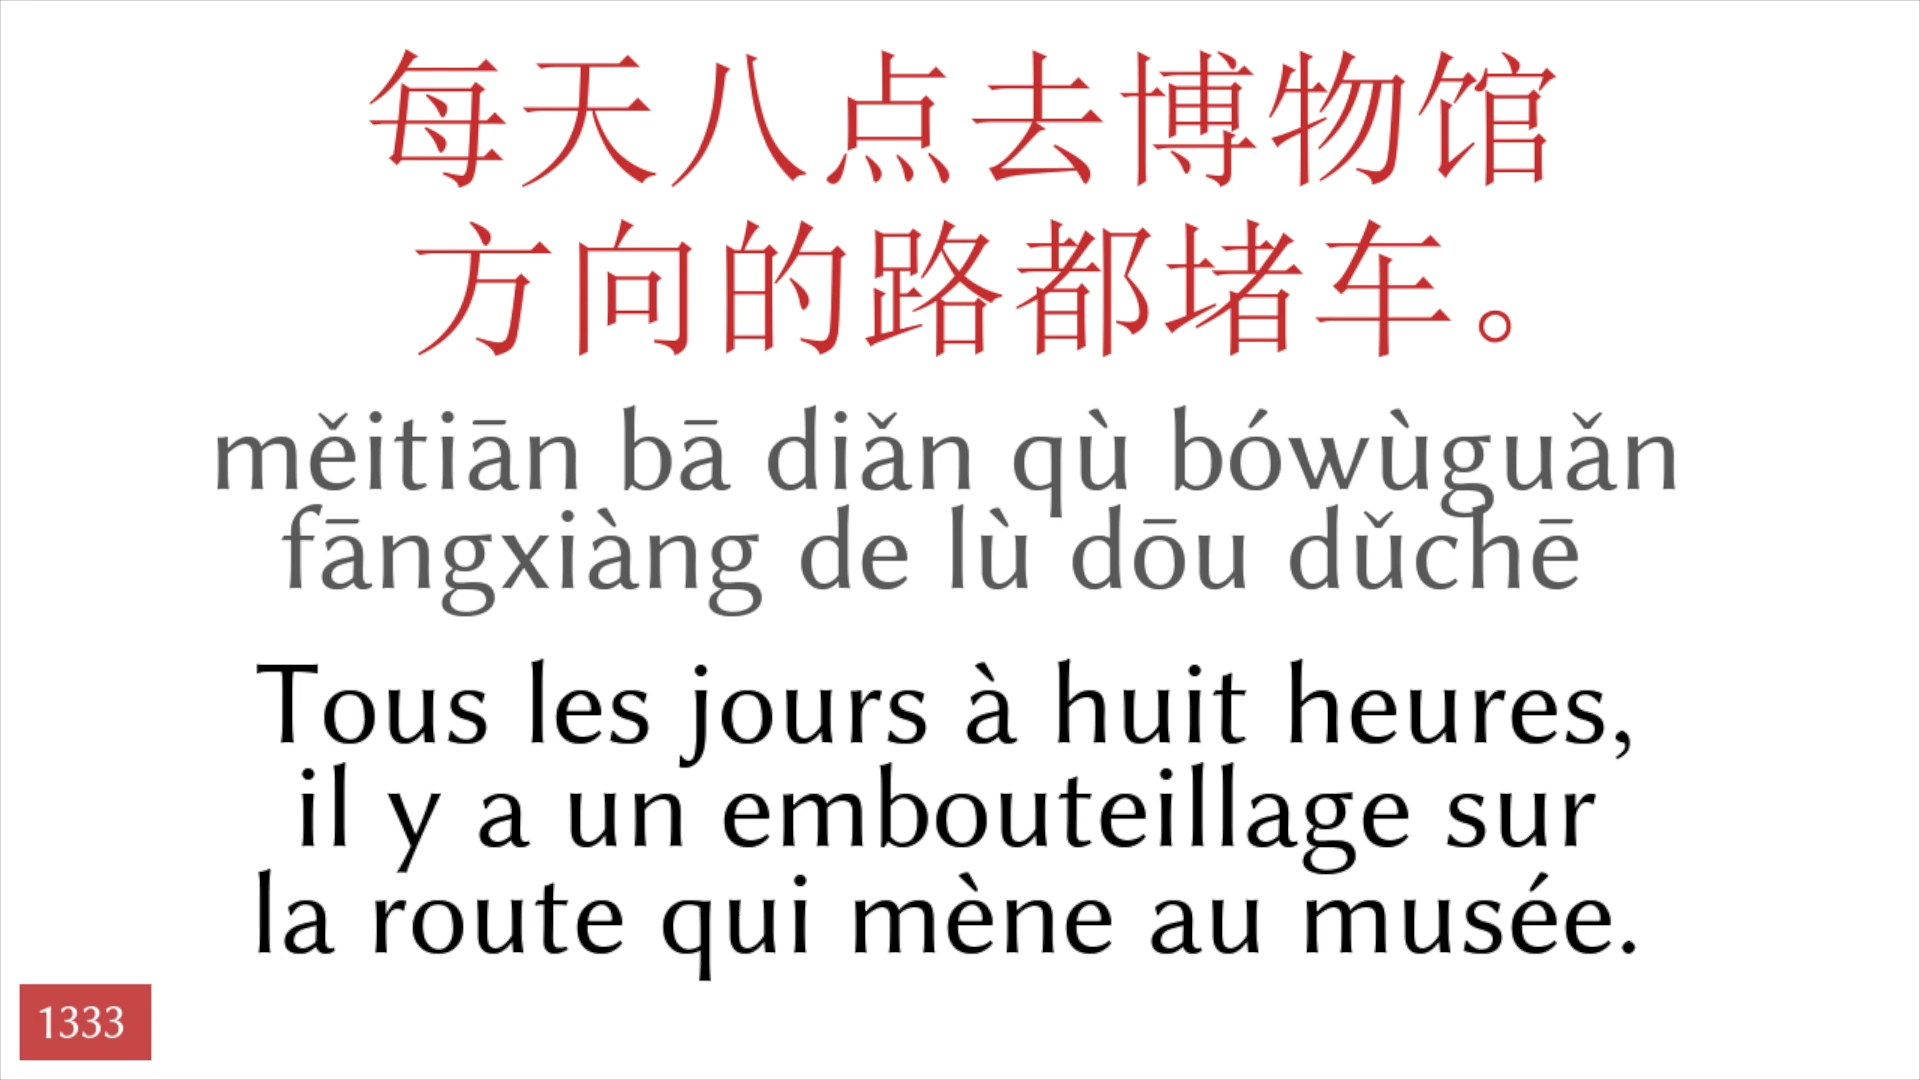 每天八点去博物馆
方向的路都堵车。
měitiān bā diǎn qù bówùguǎn
fāngxiàng de lù dōu dǔchē
Tous les jours à huit heures,
il y a un embouteillage sur
la route qui mène au musée.
1333